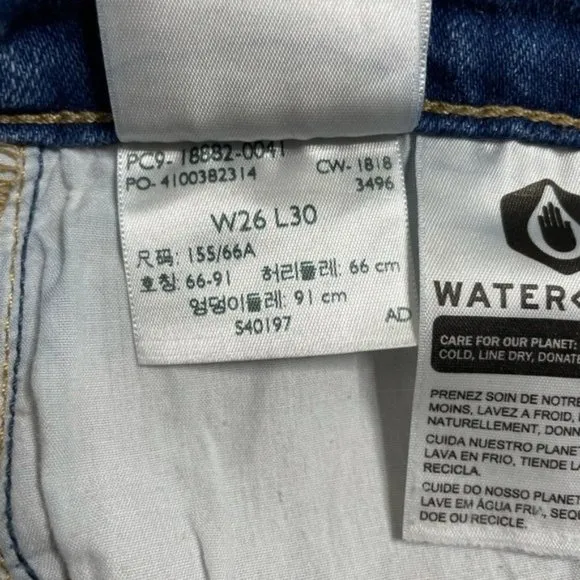 PC9-18882-0041
PO-4100382314
CW-1818
3496
W26 L30
尺码: 155/66A
호칭: 66-91 허리둘레: 66 cm
엉덩이둘레: 91 cm
S40197
AD
WATER<
CARE FOR OUR PLANET:
COLD, LINE DRY, DONATE
PRENEZ SOIN DE NOTRE
MOINS, LAVEZ A FROID,
NATURELLEMENT, DONN
CUIDA NUESTRO PLANET
LAVA EN FRIO, TIENDE L
RECICLA.
CUIDE DO NOSSO PLANET
LAVE EM ÁGUA FRIA, SEQU
DOE OU RECICLE.